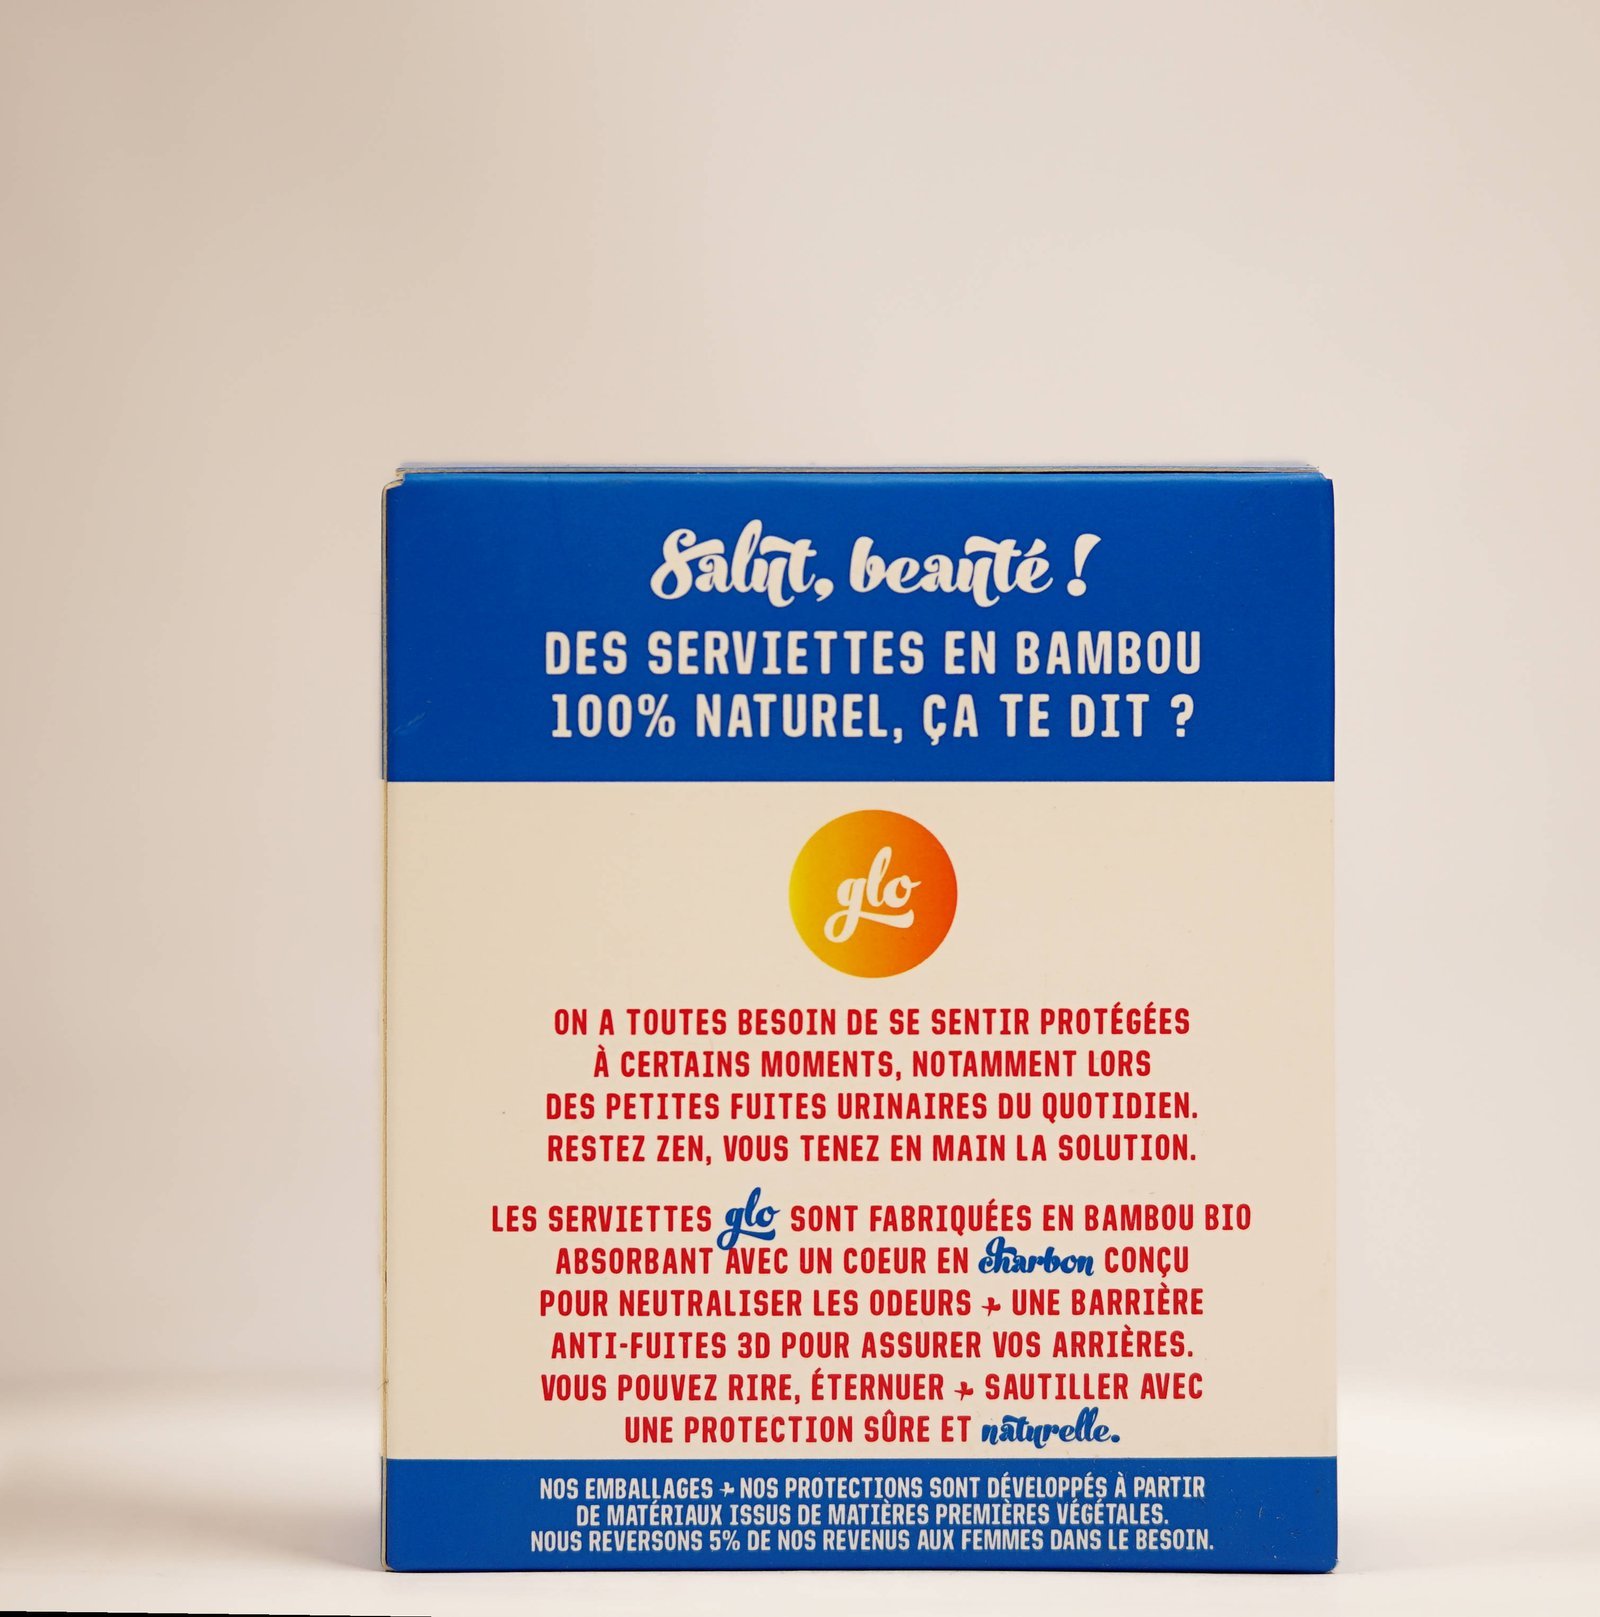 Salut, beauté !
DES SERVIETTES EN BAMBOU
100% NATUREL, ÇA TE DIT ?
glo
ON A TOUTES BESOIN DE SE SENTIR PROTÉGÉES
À CERTAINS MOMENTS, NOTAMMENT LORS
DES PETITES FUITES URINAIRES DU QUOTIDIEN.
RESTEZ ZEN, VOUS TENEZ EN MAIN LA SOLUTION.
LES SERVIETTES glo SONT FABRIQUÉES EN BAMBOU BIO
ABSORBANT AVEC UN COEUR EN charbon CONÇU
POUR NEUTRALISER LES ODEURS + UNE BARRIÈRE
ANTI-FUITES 3D POUR ASSURER VOS ARRIÈRES.
VOUS POUVEZ RIRE, ÉTERNUER + SAUTILLER AVEC
UNE PROTECTION SÛRE ET naturelle.
NOS EMBALLAGES + NOS PROTECTIONS SONT DÉVELOPPÉS À PARTIR
DE MATÉRIAUX ISSUS DE MATIÈRES PREMIÈRES VÉGÉTALES.
NOUS REVERSONS 5% DE NOS REVENUS AUX FEMMES DANS LE BESOIN.